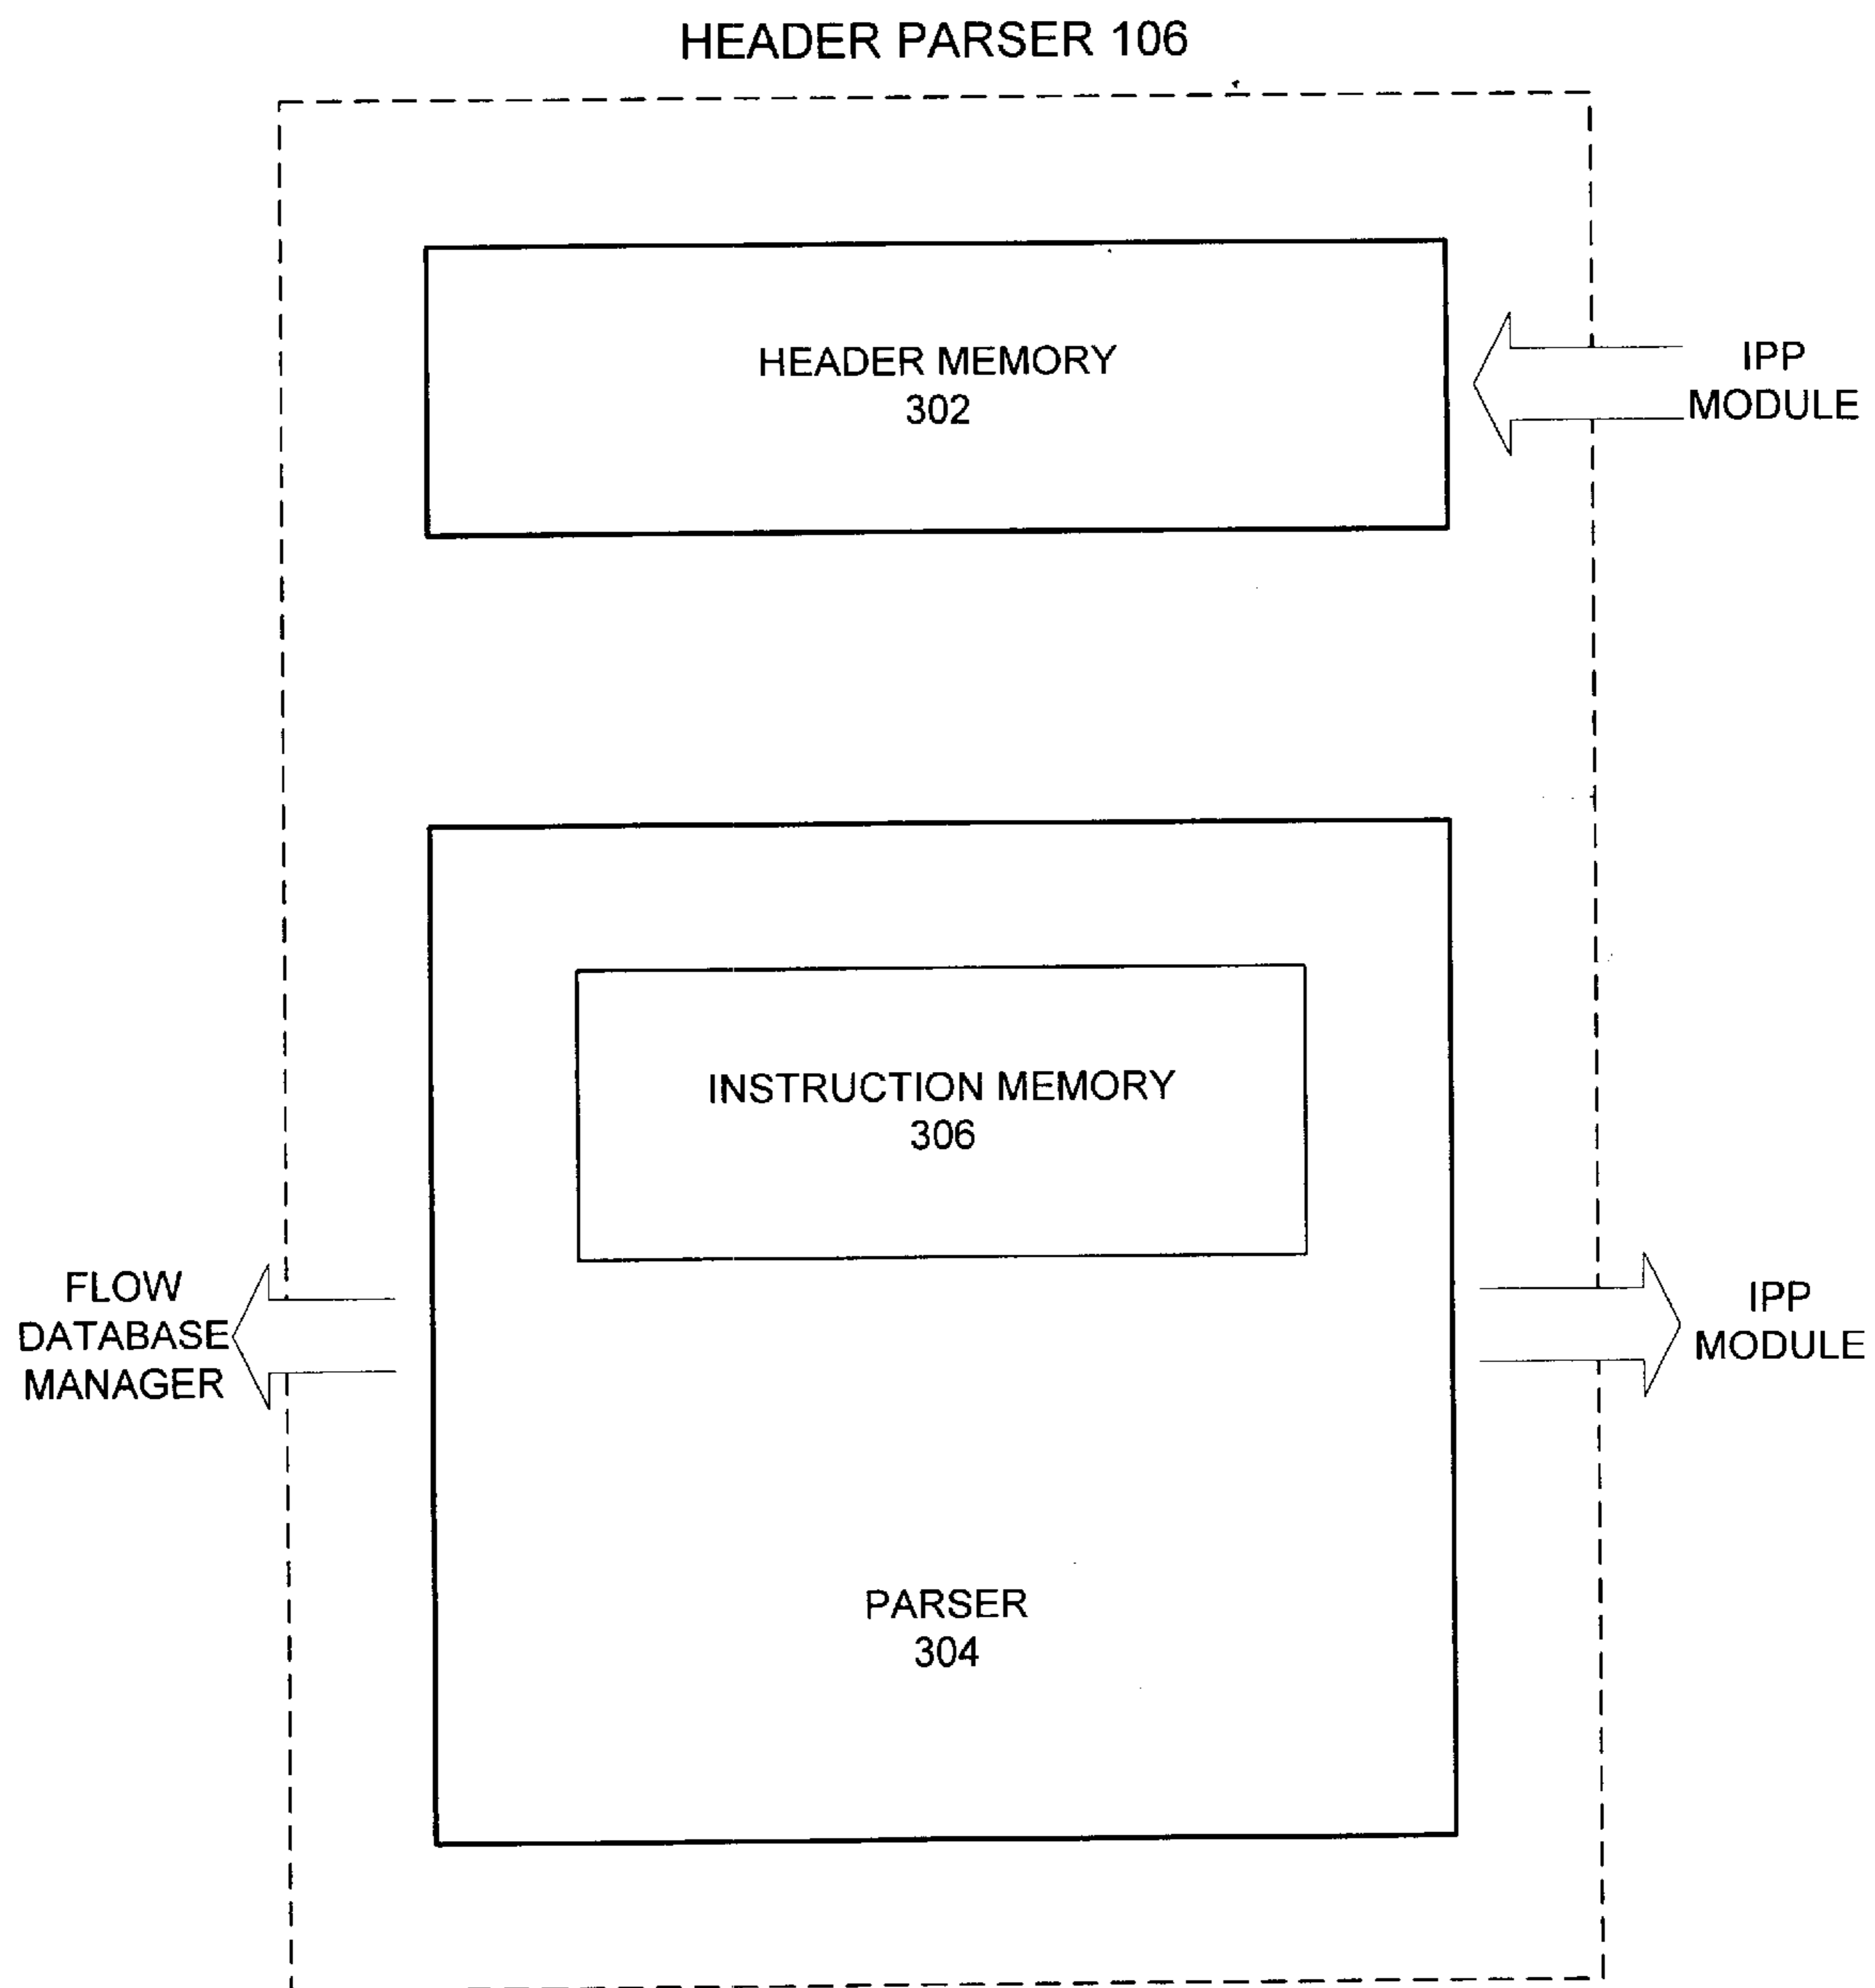 HEADER PARSER 106
HEADER MEMORY
302
IPP
MODULE
INSTRUCTION MEMORY
306
FLOW
DATABASE
MANAGER
IPP
MODULE
PARSER
304